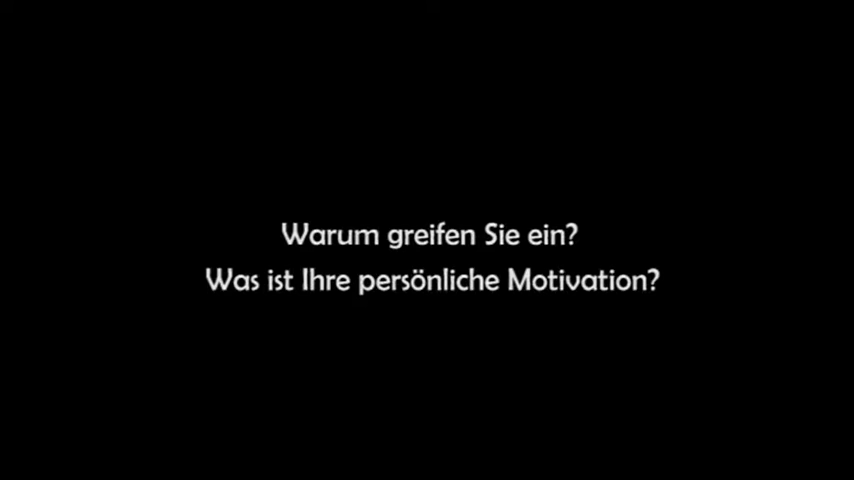 Warum greifen Sie ein?
Was ist Ihre persönliche Motivation?